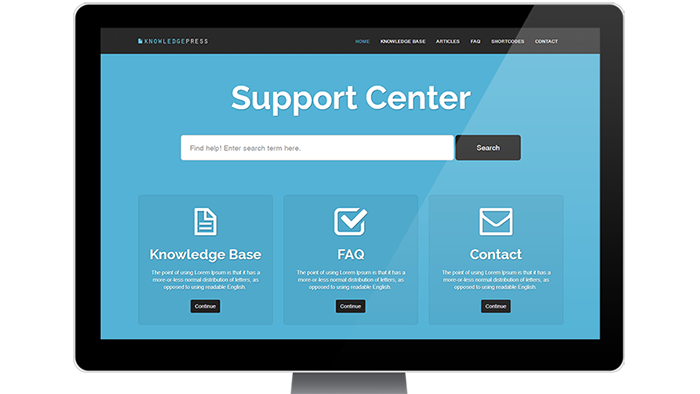 KNOWLEDGEPRESS
HOME KNOWLEDGE BASE ARTICLES FAQ SHORTCODES CONTACT
Support Center
Find help! Enter search term here.
Search
Knowledge Base
The point of using Lorem Ipsum is that it has a
more-or-less normal distribution of letters, as
opposed to using readable English.
Continue
FAQ
The point of using Lorem Ipsum is that it has a
more-or-less normal distribution of letters, as
opposed to using readable English.
Continue
Contact
The point of using Lorem Ipsum is that it has a
more-or-less normal distribution of letters, as
opposed to using readable English.
Continue